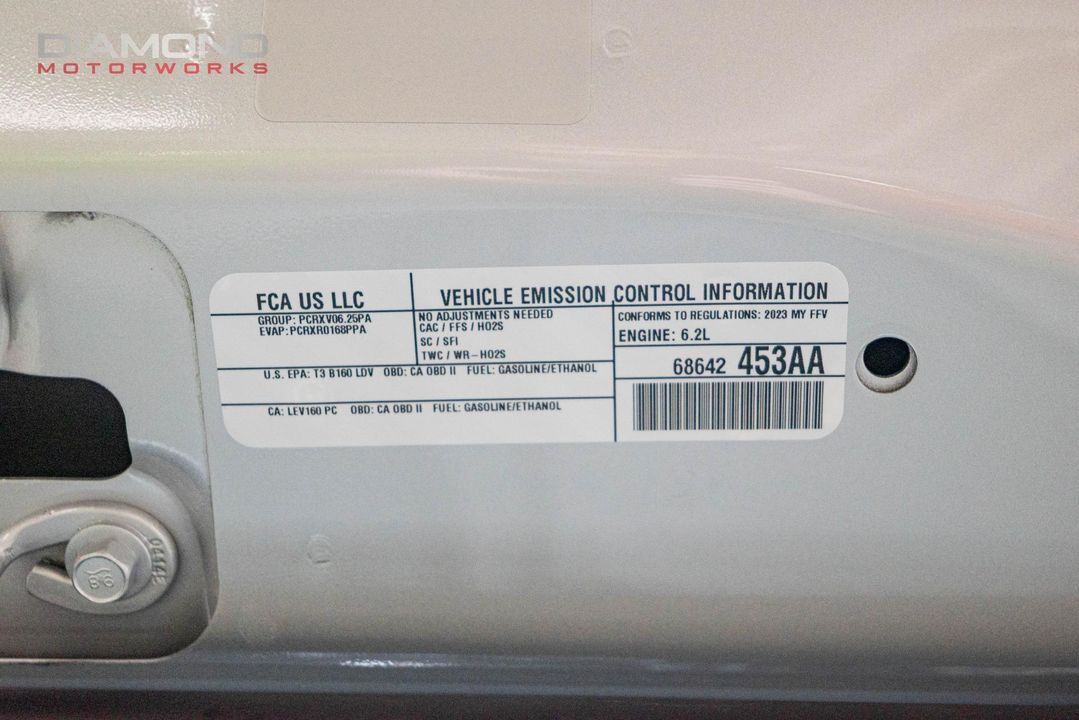 DIAMOND
MOTORWORKS
FCA US LLC
VEHICLE EMISSION CONTROL INFORMATION
GROUP: PCRXV06.25PA
EVAP: PCRXR0168PPA
NO ADJUSTMENTS NEEDED
CAC / FFS / HO2S
SC / SFI
TWC / WR-HO2S
CONFORMS TO REGULATIONS: 2023 MY FFV
ENGINE: 6.2L
U.S. EPA: T3 B160 LDV OBD: CA OBD II FUEL: GASOLINE/ETHANOL
68642 453AA
CA: LEV160 PC OBD: CA OBD II FUEL: GASOLINE/ETHANOL